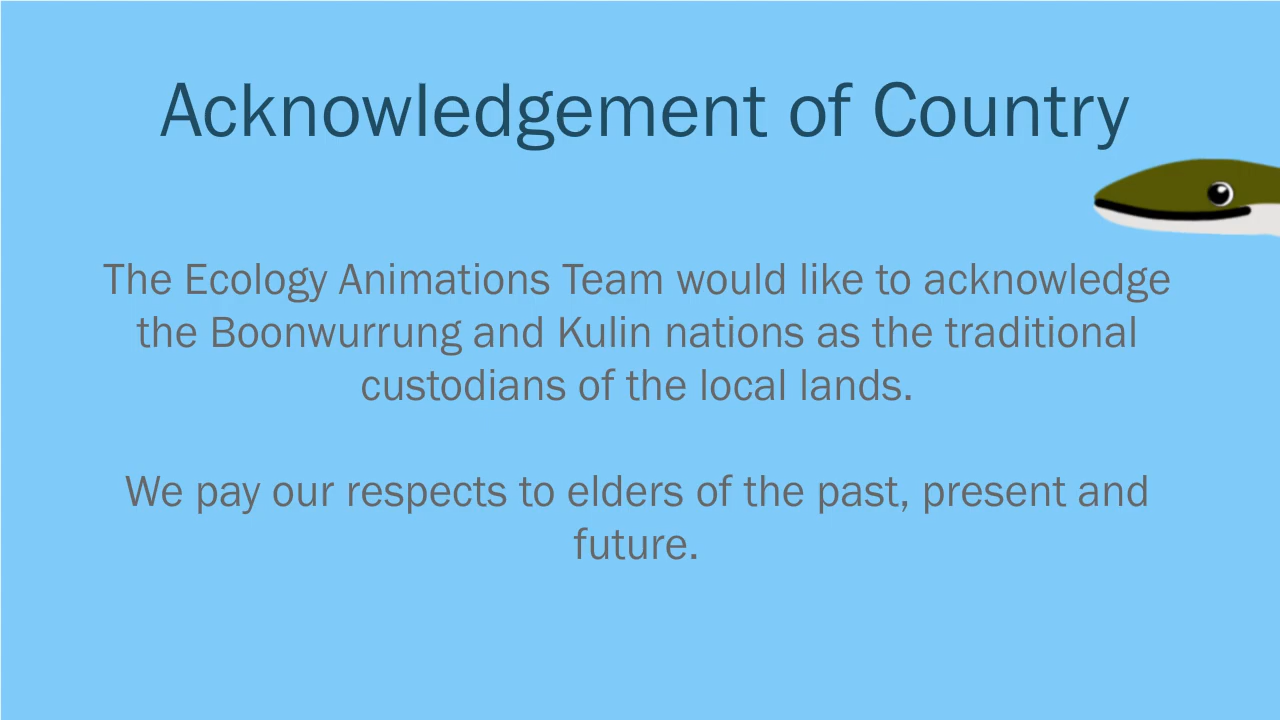 Acknowledgement of Country
The Ecology Animations Team would like to acknowledge
the Boonwurrung and Kulin nations as the traditional
custodians of the local lands.
We pay our respects to elders of the past, present and
future.